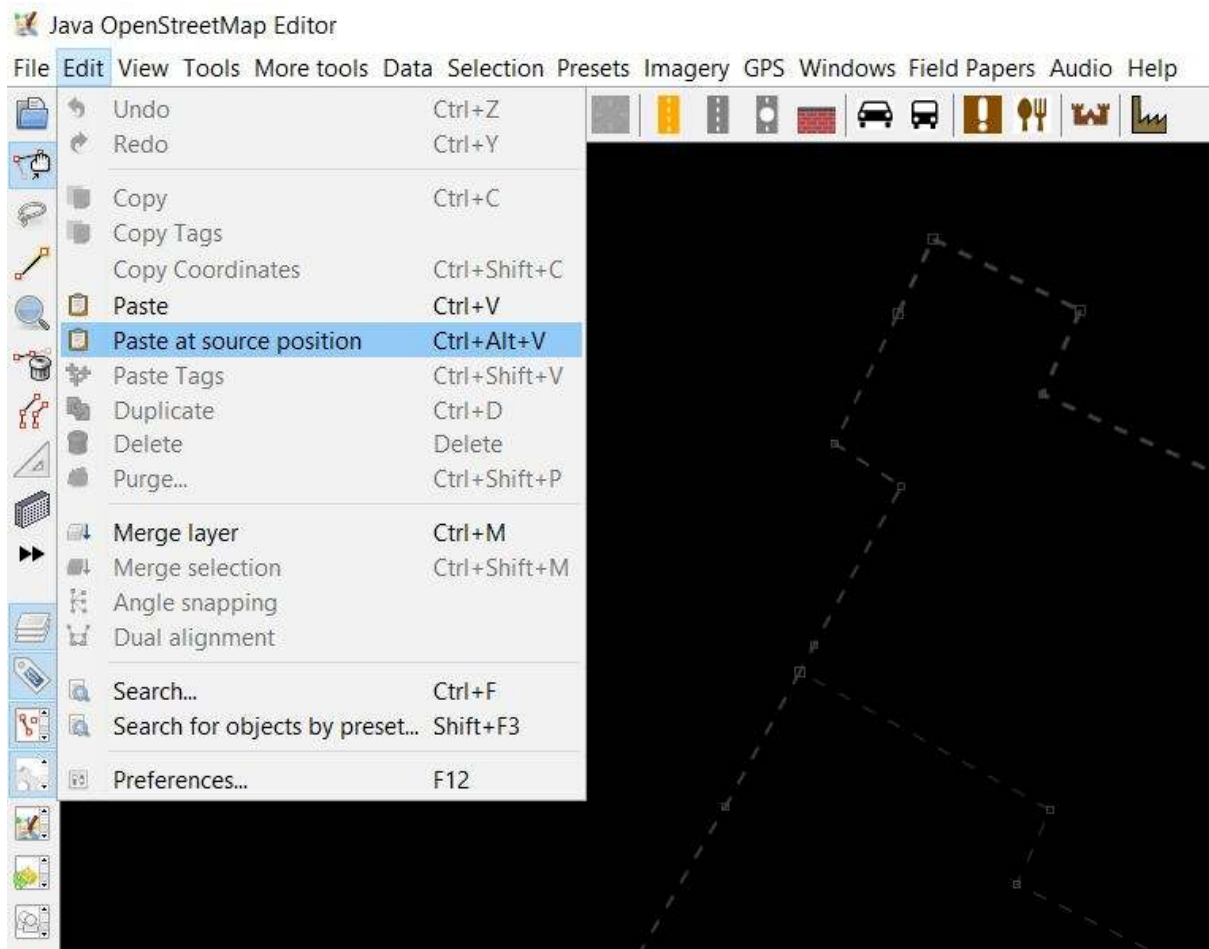 Java OpenStreetMap Editor
File Edit View Tools More tools Data Selection Presets Imagery GPS Windows Field Papers Audio Help
Undo Ctrl+Z
Redo Ctrl+Y
Copy Ctrl+C
Copy Tags
Copy Coordinates Ctrl+Shift+C
Paste Ctrl+V
Paste at source position Ctrl+Alt+V
Paste Tags Ctrl+Shift+V
Duplicate Ctrl+D
Delete Delete
Purge... Ctrl+Shift+P
Merge layer Ctrl+M
Merge selection Ctrl+Shift+M
Angle snapping
Dual alignment
Search... Ctrl+F
Search for objects by preset... Shift+F3
Preferences... F12